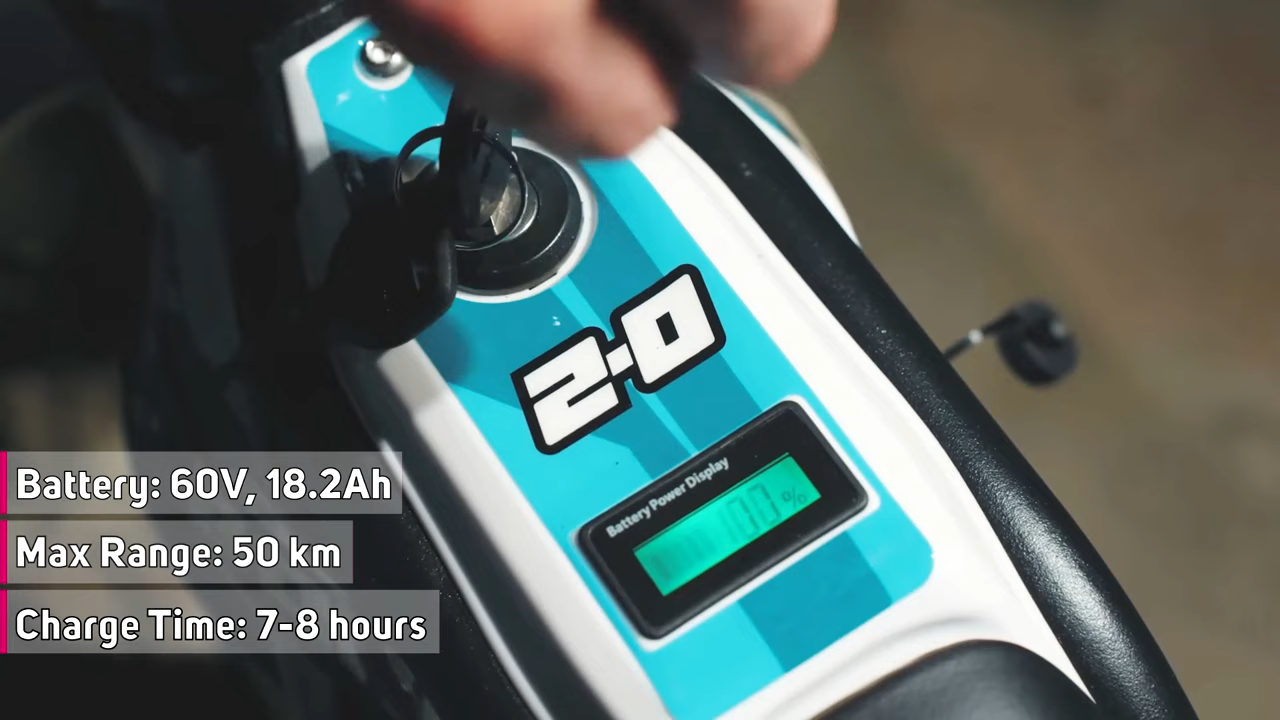 2-0
Battery Power Display
100 %
Battery: 60V, 18.2Ah
Max Range: 50 km
Charge Time: 7-8 hours